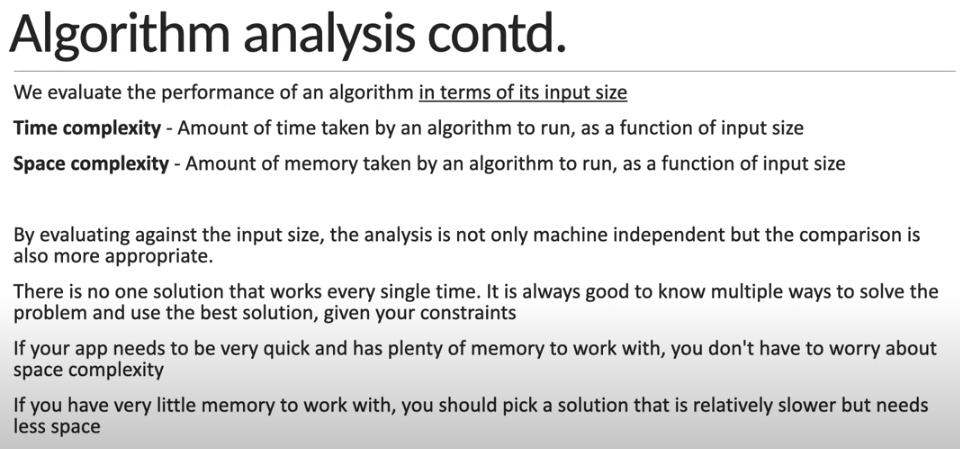 Algorithm analysis contd.
We evaluate the performance of an algorithm in terms of its input size
Time complexity - Amount of time taken by an algorithm to run, as a function of input size
Space complexity - Amount of memory taken by an algorithm to run, as a function of input size
By evaluating against the input size, the analysis is not only machine independent but the comparison is
also more appropriate.
There is no one solution that works every single time. It is always good to know multiple ways to solve the
problem and use the best solution, given your constraints
If your app needs to be very quick and has plenty of memory to work with, you don't have to worry about
space complexity
If you have very little memory to work with, you should pick a solution that is relatively slower but needs
less space